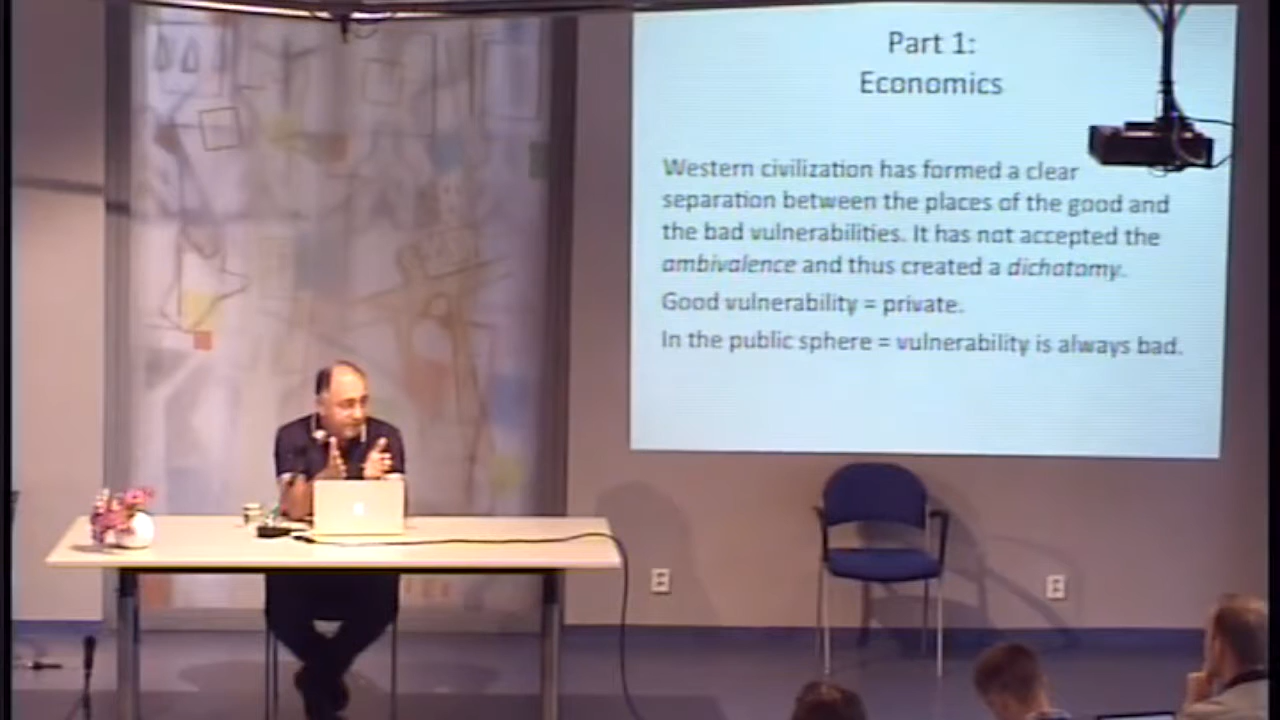 Part 1:
Economics
Western civilization has formed a clear
separation between the places of the good and
the bad vulnerabilities. It has not accepted the
ambivalence and thus created a dichotomy.
Good vulnerability = private.
In the public sphere = vulnerability is always bad.